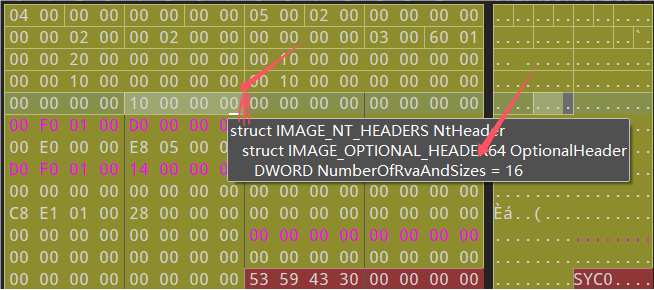 04 00 00 00 00 00 00 00 05 00 02 00 00 00 00 00 ................
00 00 02 00 00 02 00 00 00 00 00 00 03 00 60 01 ..............`.
00 00 20 00 00 00 00 00 00 10 00 00 00 00 00 00
00 00 10 00 00 00 00 00 00 10 00 00 00 00 00 00 ................
00 00 00 00 10 00 00 00 00 00 00 00 00 00 00 00 ................
00 F0 01 00 D0 00 00 00
struct IMAGE_NT_HEADERS NtHeader
00 E0 00 00 E8 05 00 00
struct IMAGE_OPTIONAL_HEADER64 OptionalHeader
D0 F0 01 00 14 00 00 00
DWORD NumberOfRvaAndSizes = 16
00 00 00 00 00 00 00 00 00 00 00 00 00 00 00 00 ................
C8 E1 01 00 28 00 00 00 00 00 00 00 00 00 00 00 Èá..(...........
00 00 00 00 00 00 00 00 00 00 00 00 00 00 00 00 ................
00 00 00 00 00 00 00 00 00 00 00 00 00 00 00 00 ................
00 00 00 00 00 00 00 00 53 59 43 30 00 00 00 00 ........SYC0....